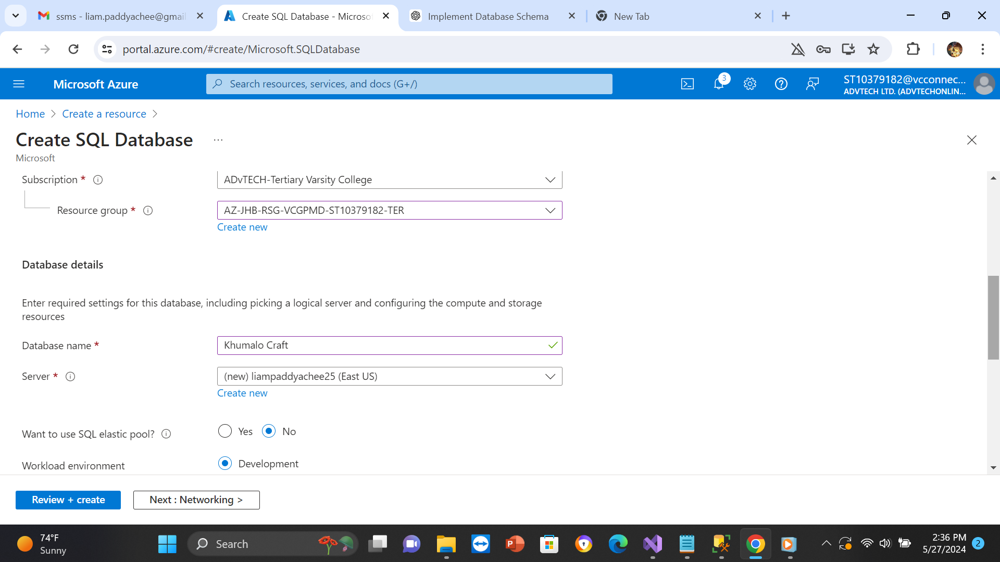 ssms - liam.paddyachee@gmail
Create SQL Database - Microsoft
Implement Database Schema
New Tab
portal.azure.com/#create/Microsoft.SQLDatabase
Microsoft Azure
Search resources, services, and docs (G+/)
3
ST10379182@vcconnec...
ADVTECH LTD. (ADVTECHONLIN...
Home
Create a resource
Create SQL Database
...
Microsoft
Subscription *
ADvTECH-Tertiary Varsity College
Resource group *
AZ-JHB-RSG-VCGPMD-ST10379182-TER
Create new
Database details
Enter required settings for this database, including picking a logical server and configuring the compute and storage
resources
Database name *
Khumalo Craft
Server *
(new) liampaddyachee25 (East US)
Create new
Want to use SQL elastic pool?
Yes
No
Workload environment
Development
Review + create
Next : Networking >
74°F
Sunny
Search
2:36 PM
5/27/2024
2